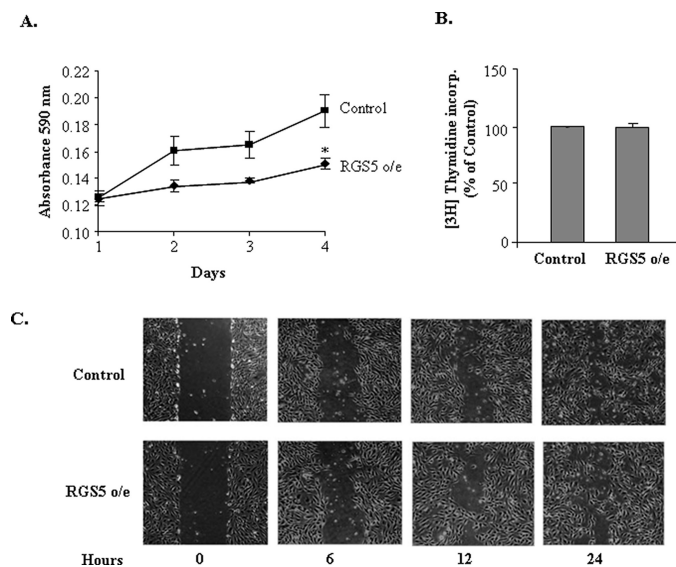 A.
Absorbance 590 nm
0.22
0.20
0.18
0.16
0.14
0.12
0.10
1
2
3
4
Days
Control
*
RGS5 o/e
B.
[3H] Thymidine incorp.
(% of Control)
150
100
50
0
Control
RGS5 o/e
C.
Control
RGS5 o/e
Hours
0
6
12
24